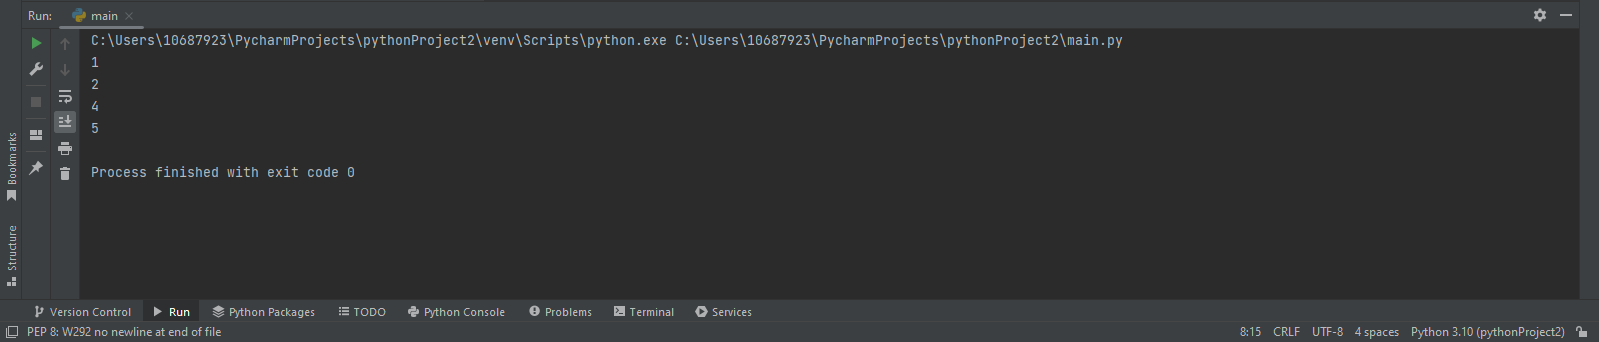 Run: main
C:\Users\10687923\PycharmProjects\pythonProject2\venv\Scripts\python.exe C:\Users\10687923\PycharmProjects\pythonProject2\main.py
1
2
4
5
Process finished with exit code 0
Bookmarks
Structure
Version Control Run Python Packages TODO Python Console Problems Terminal Services
PEP 8: W292 no newline at end of file 8:15 CRLF UTF-8 4 spaces Python 3.10 (pythonProject2)